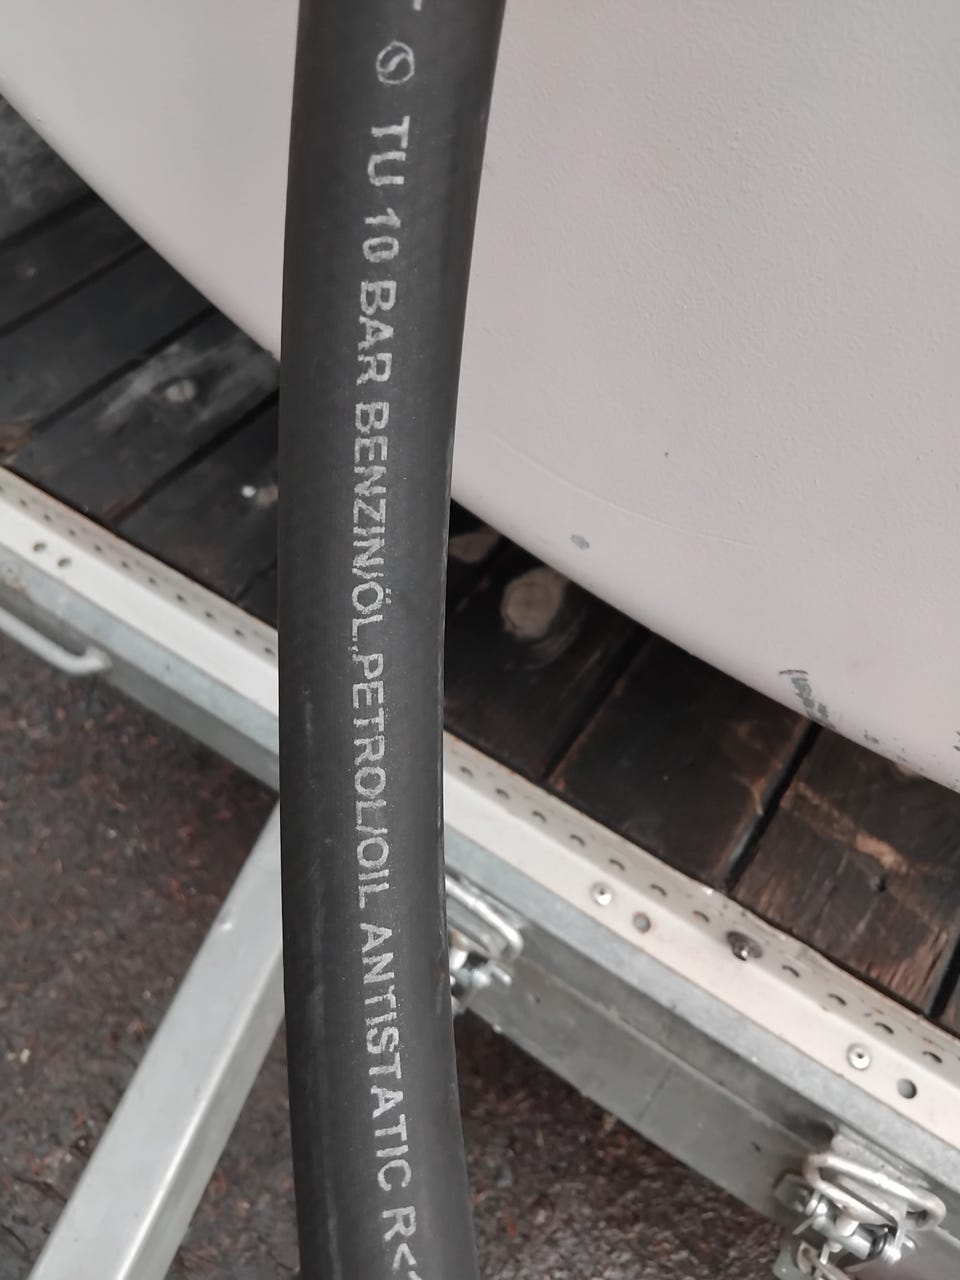 TU 10 BAR BENZIN/ÖL,PETROL/OIL ANTISTATIC R<